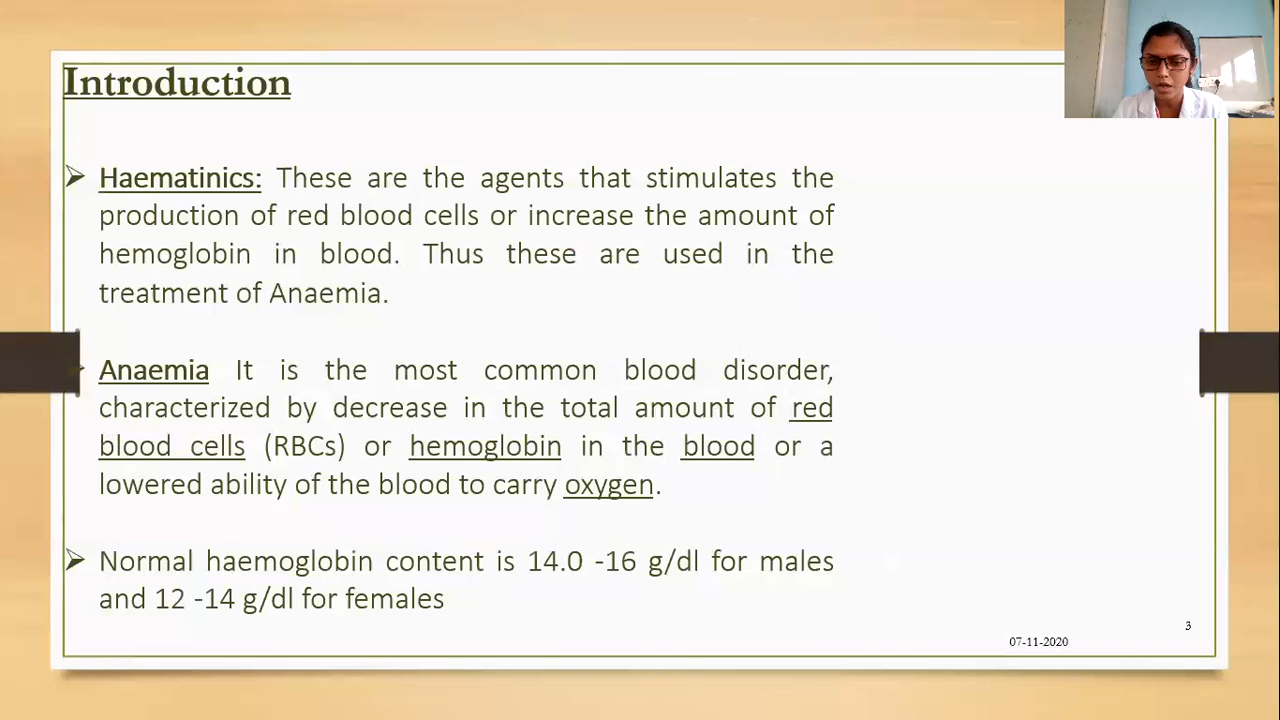 Introduction
Haematinics: These are the agents that stimulates the
production of red blood cells or increase the amount of
hemoglobin in blood. Thus these are used in the
treatment of Anaemia.
Anaemia It is the most common blood disorder,
characterized by decrease in the total amount of red
blood cells (RBCs) or hemoglobin in the blood or a
lowered ability of the blood to carry oxygen.
Normal haemoglobin content is 14.0 -16 g/dl for males
and 12 -14 g/dl for females
3
07-11-2020